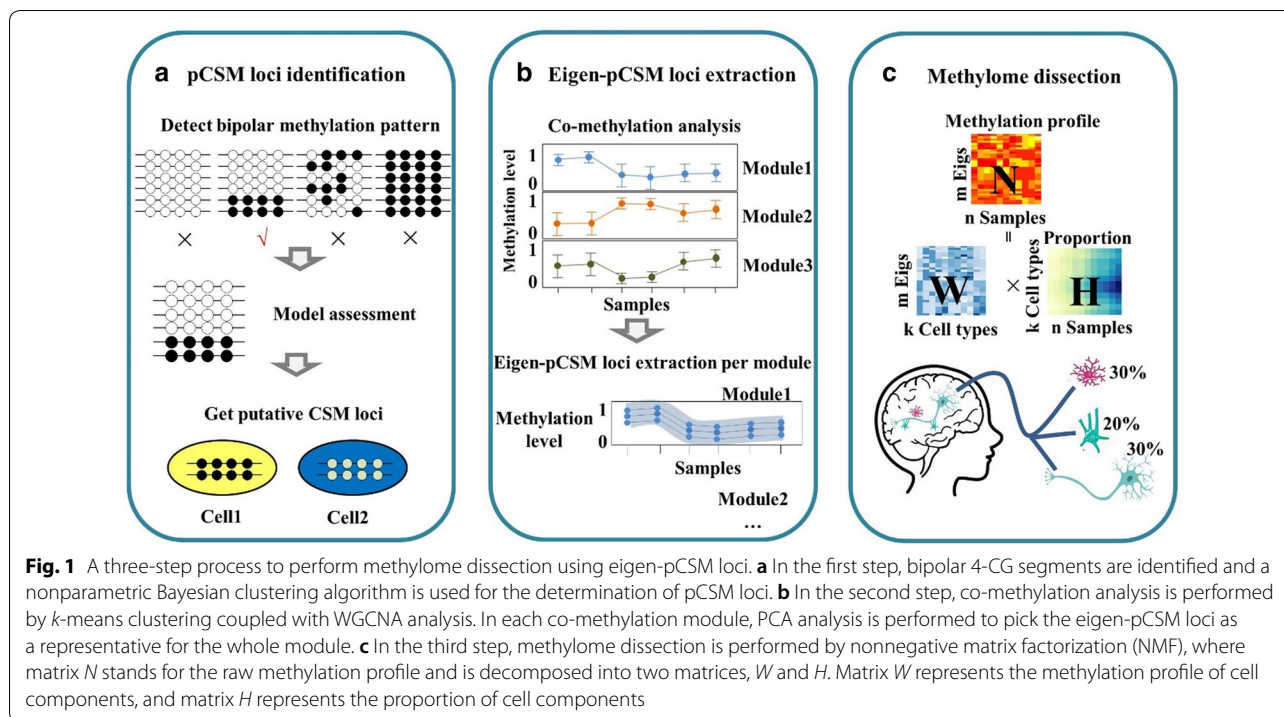 a pCSM loci identification
Detect bipolar methylation pattern
× √ × ×
Model assessment
Get putative CSM loci
Cell1 Cell2
b Eigen-pCSM loci extraction
Co-methylation analysis
Methylation level
1
0
Module1
1
0
Module2
1
0
Module3
Samples
Eigen-pCSM loci extraction per module
Module1
Methylation
level
1
0
Samples
Module2
...
c Methylome dissection
Methylation profile
m Eigs
N
n Samples
=
Proportion
m Eigs
W
×
k Cell types
H
k Cell types
n Samples
30%
20%
30%
Fig. 1 A three-step process to perform methylome dissection using eigen-pCSM loci. a In the first step, bipolar 4-CG segments are identified and a
nonparametric Bayesian clustering algorithm is used for the determination of pCSM loci. b In the second step, co-methylation analysis is performed
by k-means clustering coupled with WGCNA analysis. In each co-methylation module, PCA analysis is performed to pick the eigen-pCSM loci as
a representative for the whole module. c In the third step, methylome dissection is performed by nonnegative matrix factorization (NMF), where
matrix N stands for the raw methylation profile and is decomposed into two matrices, W and H. Matrix W represents the methylation profile of cell
components, and matrix H represents the proportion of cell components